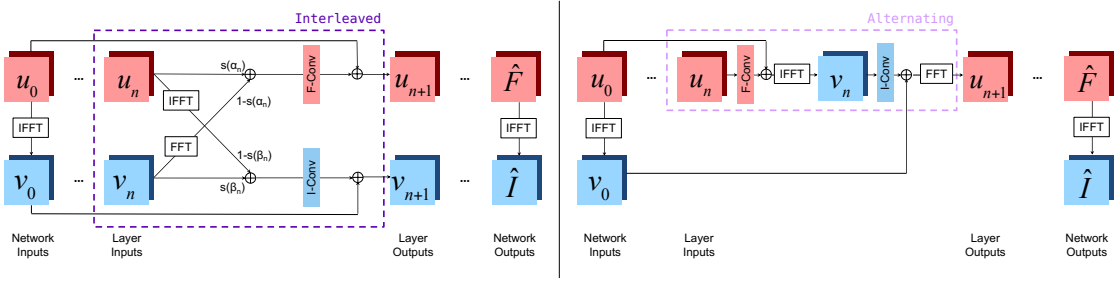 Interleaved
u₀
...
uₙ
s(αₙ)
F-Conv
uₙ₊₁
...
F̂
IFFT
IFFT
1-s(αₙ)
IFFT
FFT
1-s(βₙ)
v₀
...
vₙ
s(βₙ)
I-Conv
vₙ₊₁
...
Î
Network
Inputs
Layer
Inputs
Layer
Outputs
Network
Outputs
Alternating
u₀
...
uₙ
F-Conv
IFFT
vₙ
I-Conv
FFT
uₙ₊₁
...
F̂
IFFT
IFFT
v₀
Î
Network
Inputs
Layer
Inputs
Layer
Outputs
Network
Outputs